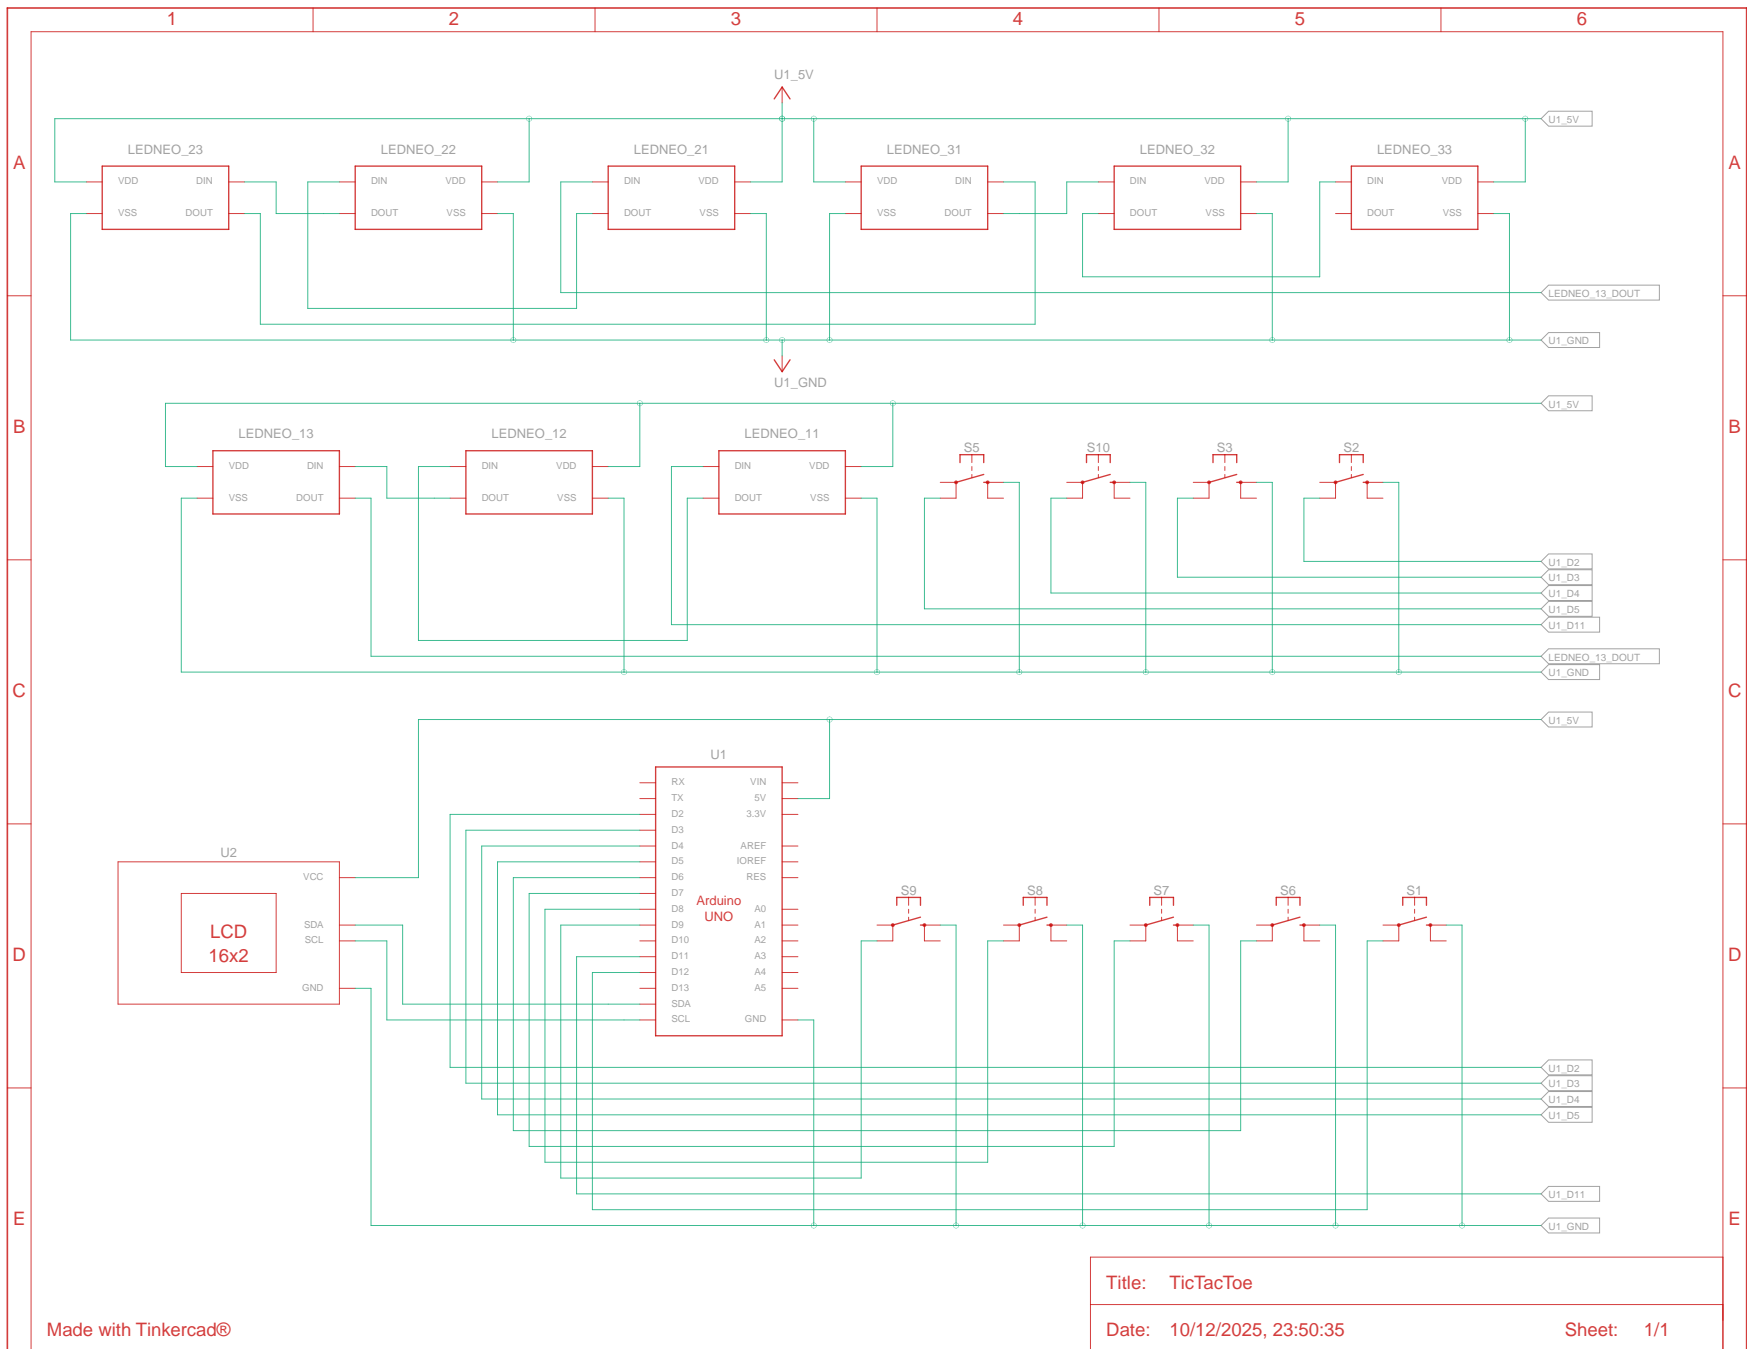 1 2 3 4 5 6
U1_5V
U1_5V
A A
LEDNEO_23 LEDNEO_22 LEDNEO_21 LEDNEO_31 LEDNEO_32 LEDNEO_33
VDD DIN DIN VDD DIN VDD VDD DIN DIN VDD DIN VDD
VSS DOUT DOUT VSS DOUT VSS VSS DOUT DOUT VSS DOUT VSS
LEDNEO_13_DOUT
U1_GND
U1_GND
U1_5V
B B
LEDNEO_13 LEDNEO_12 LEDNEO_11 S5 S10 S3 S2
VDD DIN DIN VDD DIN VDD
VSS DOUT DOUT VSS DOUT VSS
U1_D2
U1_D3
U1_D4
U1_D5
U1_D11
LEDNEO_13_DOUT
U1_GND
C C
U1_5V
U1
RX VIN
TX 5V
D2 3.3V
D3
D4 AREF
D5 IOREF
D6 RES
D7
D8 A0
D9 A1
D10 A2
D11 A3
D12 A4
D13 A5
SDA
SCL GND
Arduino
UNO
U2
VCC
SDA
SCL
GND
LCD
16x2
S9 S8 S7 S6 S1
D D
U1_D2
U1_D3
U1_D4
U1_D5
U1_D11
U1_GND
E E
Title: TicTacToe
Made with Tinkercad®
Date: 10/12/2025, 23:50:35 Sheet: 1/1